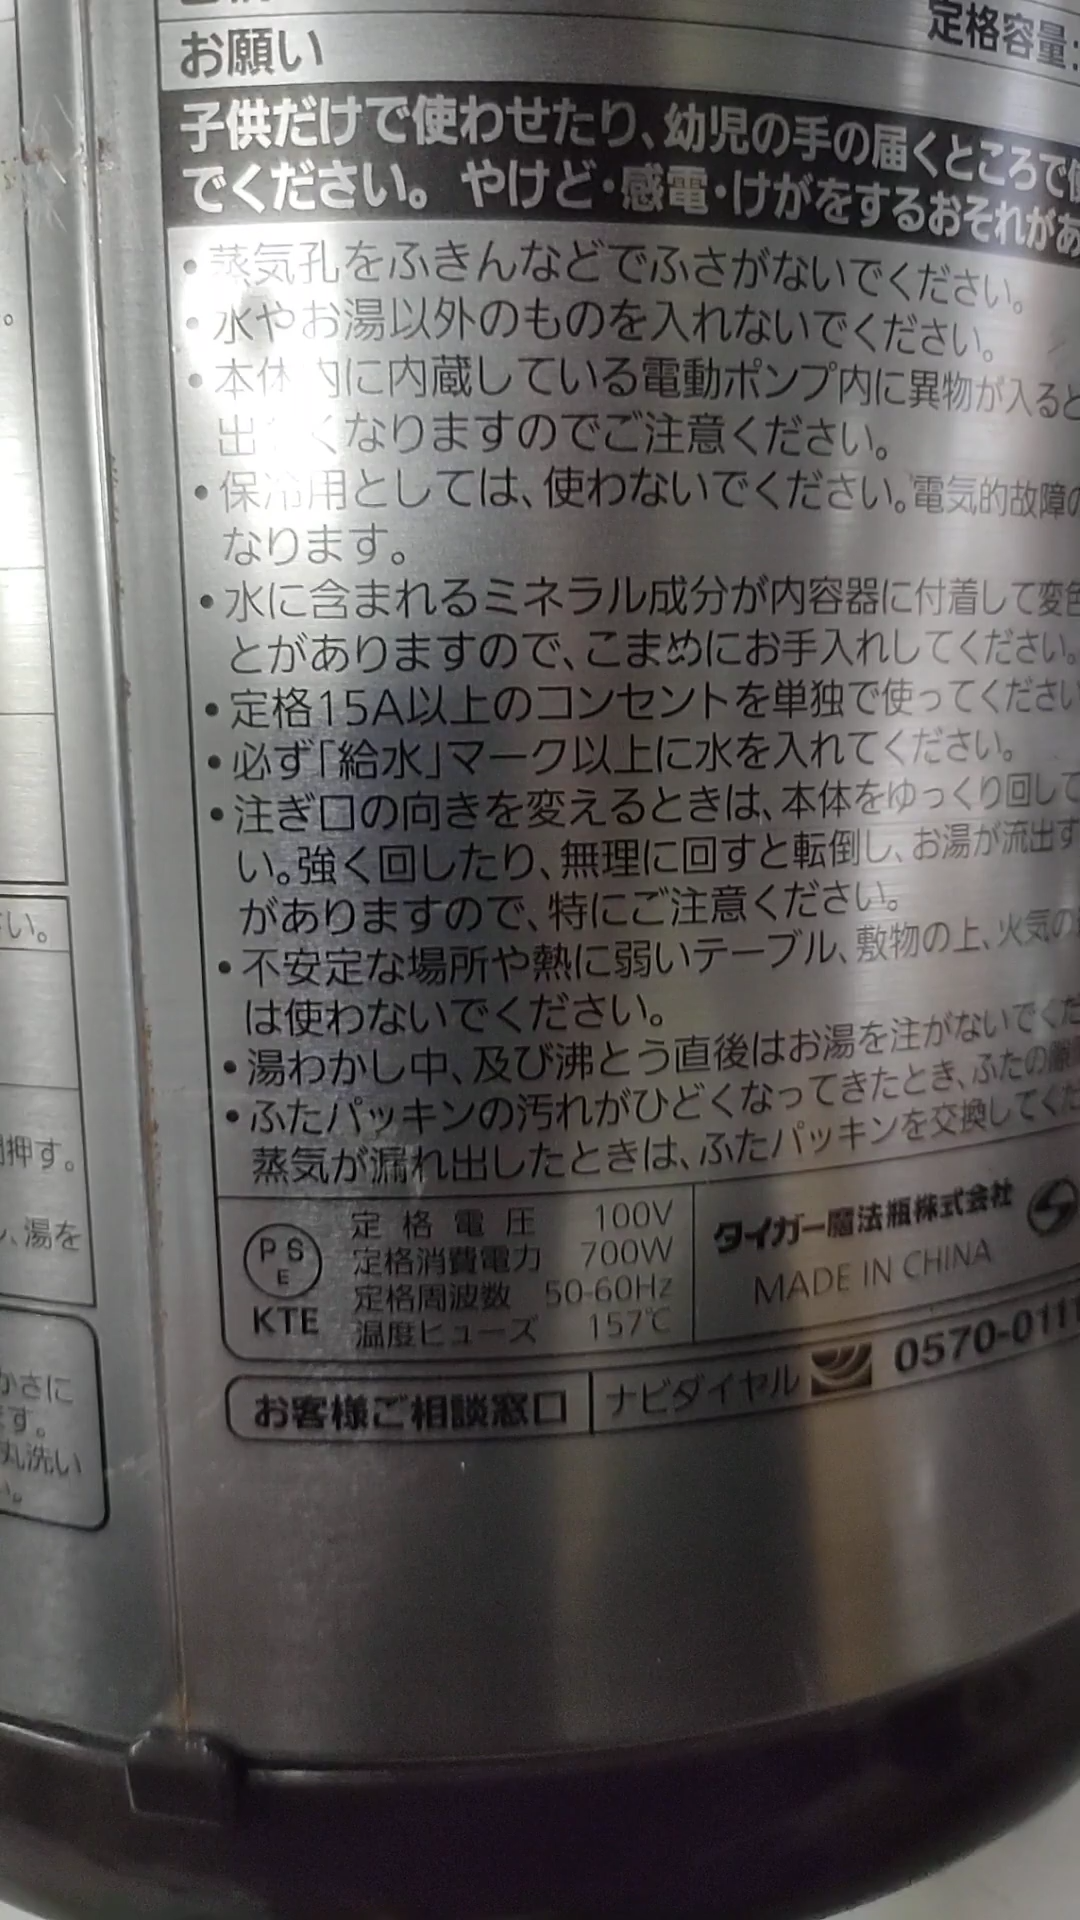 定格容量:
お願い
子供だけで使わせたり、幼児の手の届くところで使
でください。 やけど・感電・けがをするおそれがあ
・蒸気孔をふきんなどでふさがないでください。
・水やお湯以外のものを入れないでください。
・本体内に内蔵している電動ポンプ内に異物が入ると
出 くなりますのでご注意ください。
・保冷用としては、使わないでください。電気的故障の
なります。
・水に含まれるミネラル成分が内容器に付着して変色
とがありますので、こまめにお手入れしてください。
・定格15A以上のコンセントを単独で使ってください
・必ず「給水」マーク以上に水を入れてください。
・注ぎ口の向きを変えるときは、本体をゆっくり回して
い。強く回したり、無理に回すと転倒し、お湯が流出す
がありますので、特にご注意ください。
・不安定な場所や熱に弱いテーブル、敷物の上、火気の
は使わないでください。
・湯わかし中、及び沸とう直後はお湯を注がないでくだ
・ふたパッキンの汚れがひどくなってきたとき、ふたの
蒸気が漏れ出したときは、ふたパッキンを交換してくだ
PSE
KTE
定格電圧 100V
定格消費電力 700W
定格周波数 50-60Hz
温度ヒューズ 157℃
タイガー魔法瓶株式会社
MADE IN CHINA
お客様ご相談窓口 ナビダイヤル 0570-011
。
い。
押す。
、湯を
かさに
す。
丸洗い